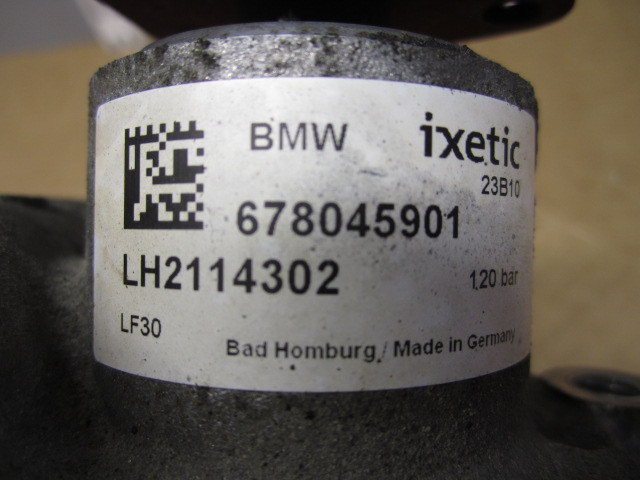 BMW ixetic
23B10
678045901
LH2114302 120 bar
LF30
Bad Homburg / Made in Germany